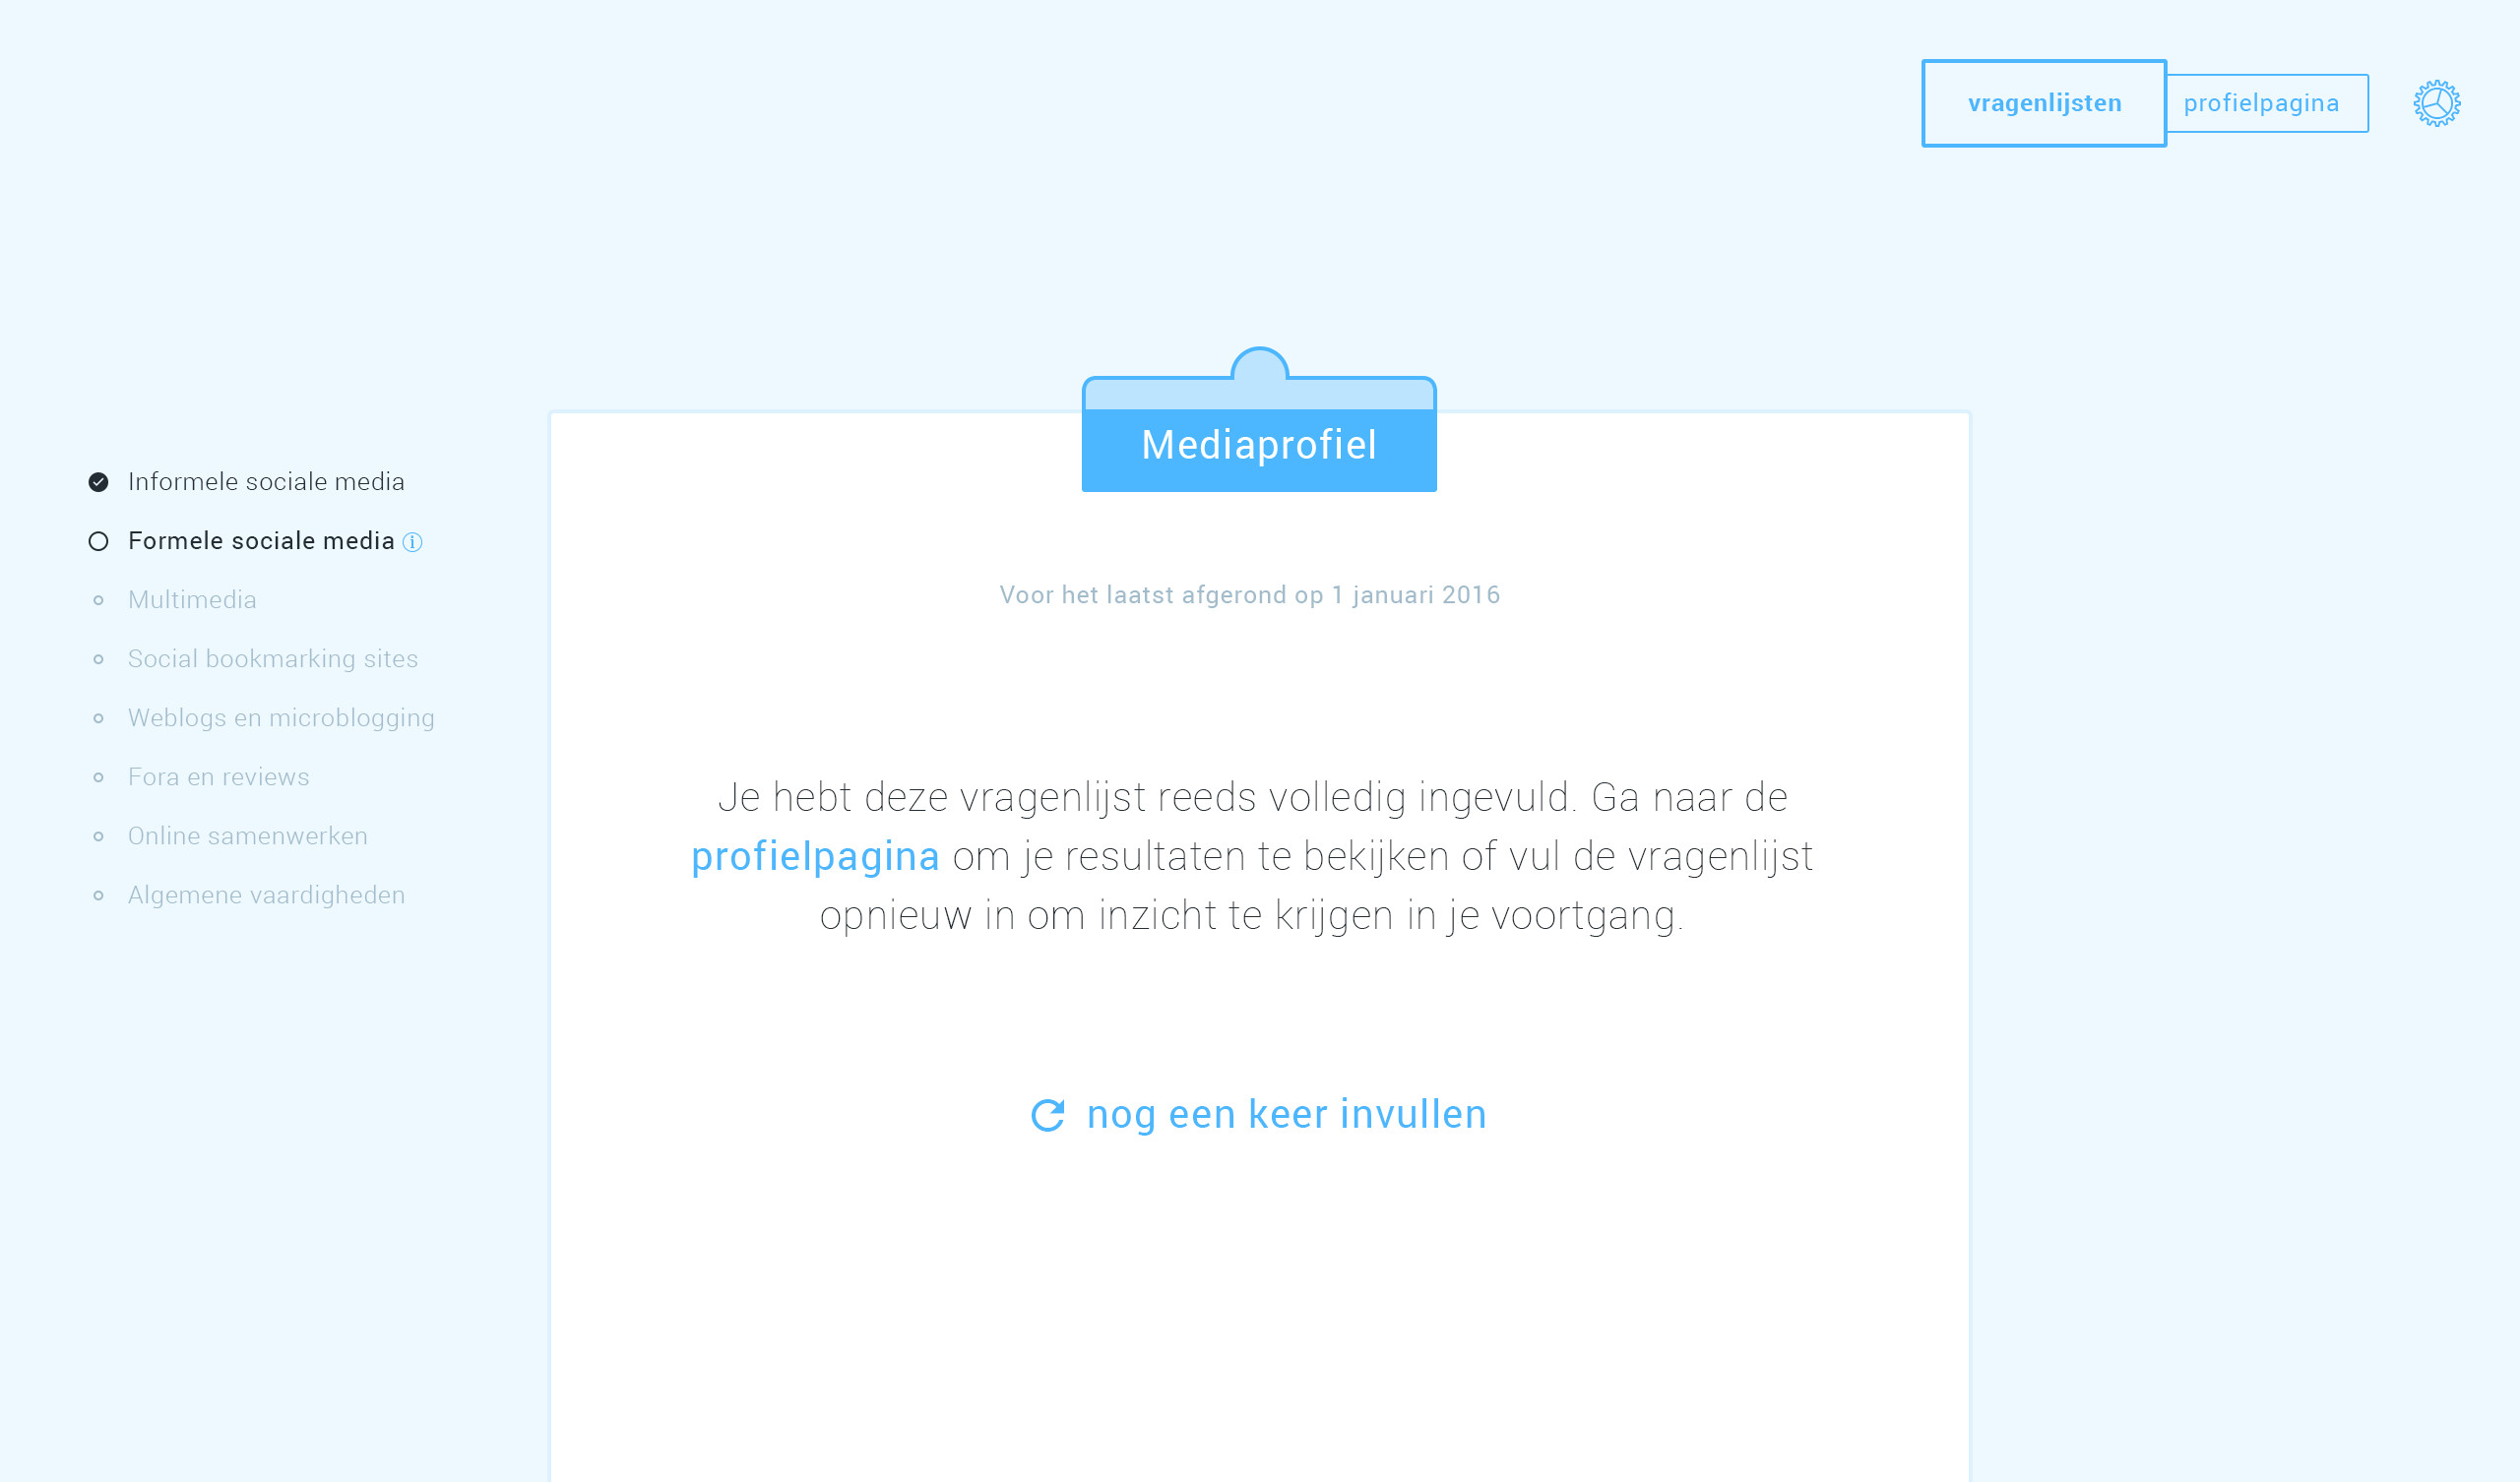 vragenlijsten
profielpagina
Mediaprofiel
Informele sociale media
Formele sociale media
Multimedia
Social bookmarking sites
Weblogs en microblogging
Fora en reviews
Online samenwerken
Algemene vaardigheden
Voor het laatst afgerond op 1 januari 2016
Je hebt deze vragenlijst reeds volledig ingevuld. Ga naar de
profielpagina om je resultaten te bekijken of vul de vragenlijst
opnieuw in om inzicht te krijgen in je voortgang.
nog een keer invullen